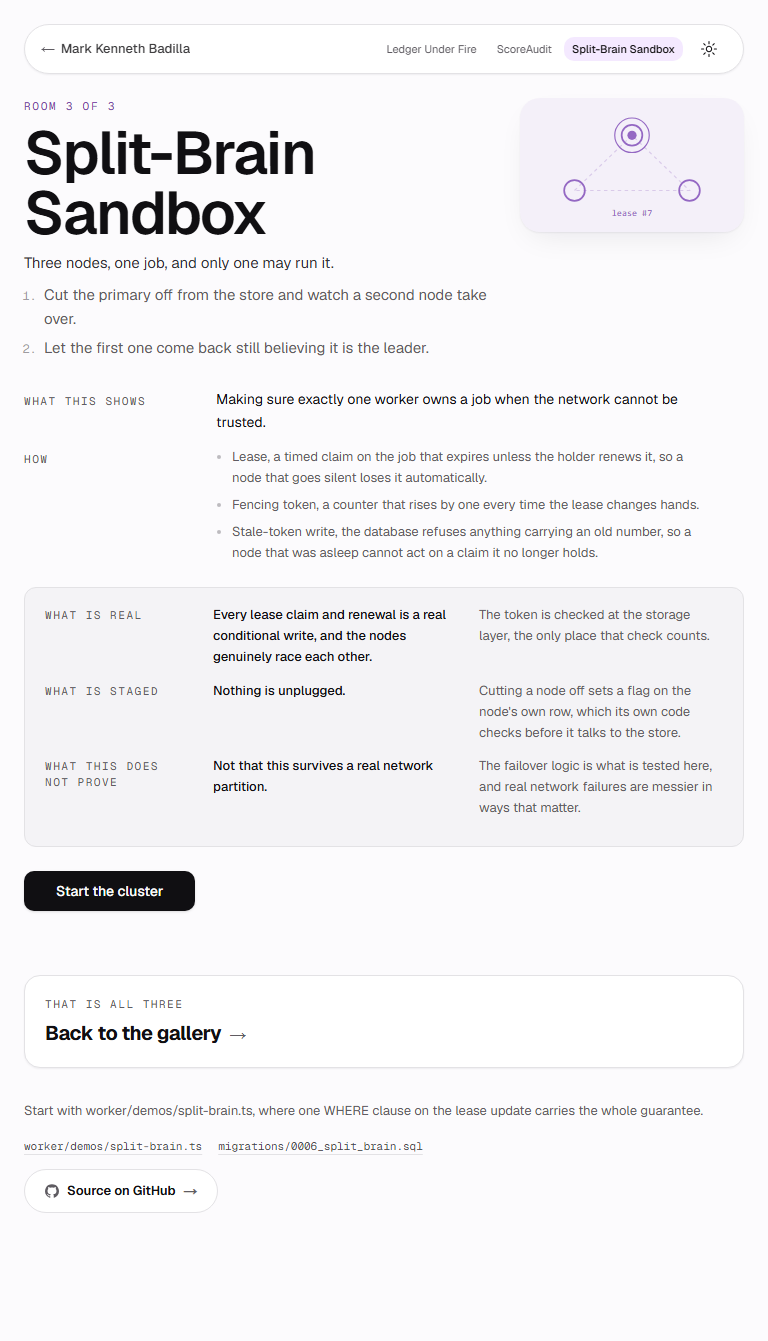 ← Mark Kenneth Badilla
Ledger Under Fire
ScoreAudit
Split-Brain Sandbox
ROOM 3 OF 3
Split-Brain
Sandbox
lease #7
Three nodes, one job, and only one may run it.
1. Cut the primary off from the store and watch a second node take
over.
2. Let the first one come back still believing it is the leader.
WHAT THIS SHOWS
Making sure exactly one worker owns a job when the network cannot be
trusted.
HOW
• Lease, a timed claim on the job that expires unless the holder renews it, so a
node that goes silent loses it automatically.
• Fencing token, a counter that rises by one every time the lease changes hands.
• Stale-token write, the database refuses anything carrying an old number, so a
node that was asleep cannot act on a claim it no longer holds.
WHAT IS REAL
Every lease claim and renewal is a real
conditional write, and the nodes
genuinely race each other.
The token is checked at the storage
layer, the only place that check counts.
WHAT IS STAGED
Nothing is unplugged.
Cutting a node off sets a flag on the
node's own row, which its own code
checks before it talks to the store.
WHAT THIS DOES
NOT PROVE
Not that this survives a real network
partition.
The failover logic is what is tested here,
and real network failures are messier in
ways that matter.
Start the cluster
THAT IS ALL THREE
Back to the gallery →
Start with worker/demos/split-brain.ts, where one WHERE clause on the lease update carries the whole guarantee.
worker/demos/split-brain.ts
migrations/0006_split_brain.sql
Source on GitHub →